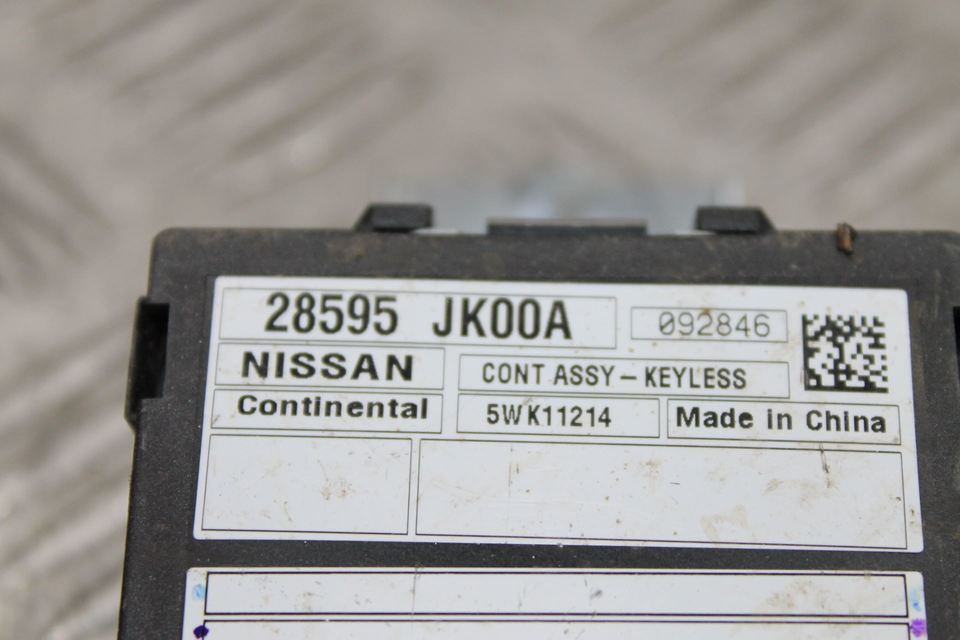 28595 JK00A 092846
NISSAN CONT ASSY - KEYLESS
Continental 5WK11214 Made in China